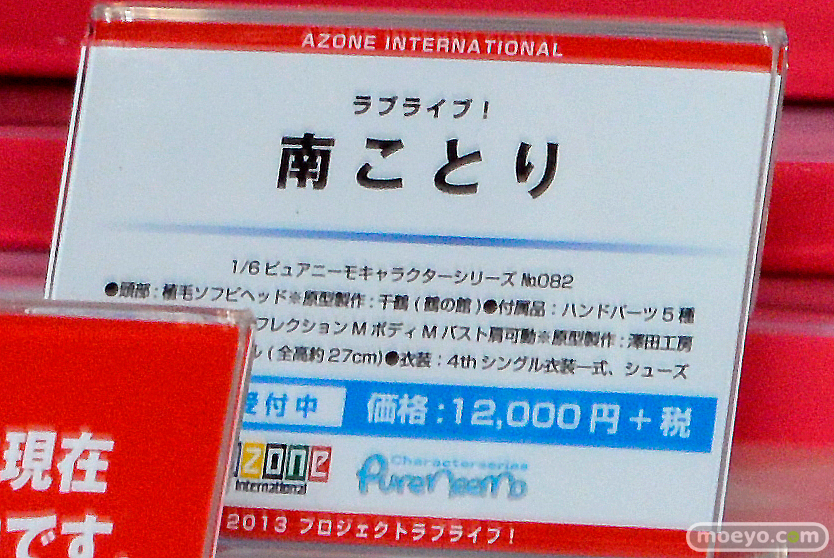 AZONE INTERNATIONAL
ラブライブ！
南ことり
1/6ピュアニーモキャラクターシリーズ №082
●頭部：植毛ソフビヘッド※原型製作：千鶴(鶴の館)●付属品：ハンドパーツ5種
フレクションMボディMバスト肩可動※原型製作：澤田工房
ル(全高約27cm)●衣装：4thシングル衣装一式、シューズ
受付中 価格：12,000円＋税
AZONE International
Characterseries
PureNeemo
2013 プロジェクトラブライブ！
現在
です。
moeyo.com